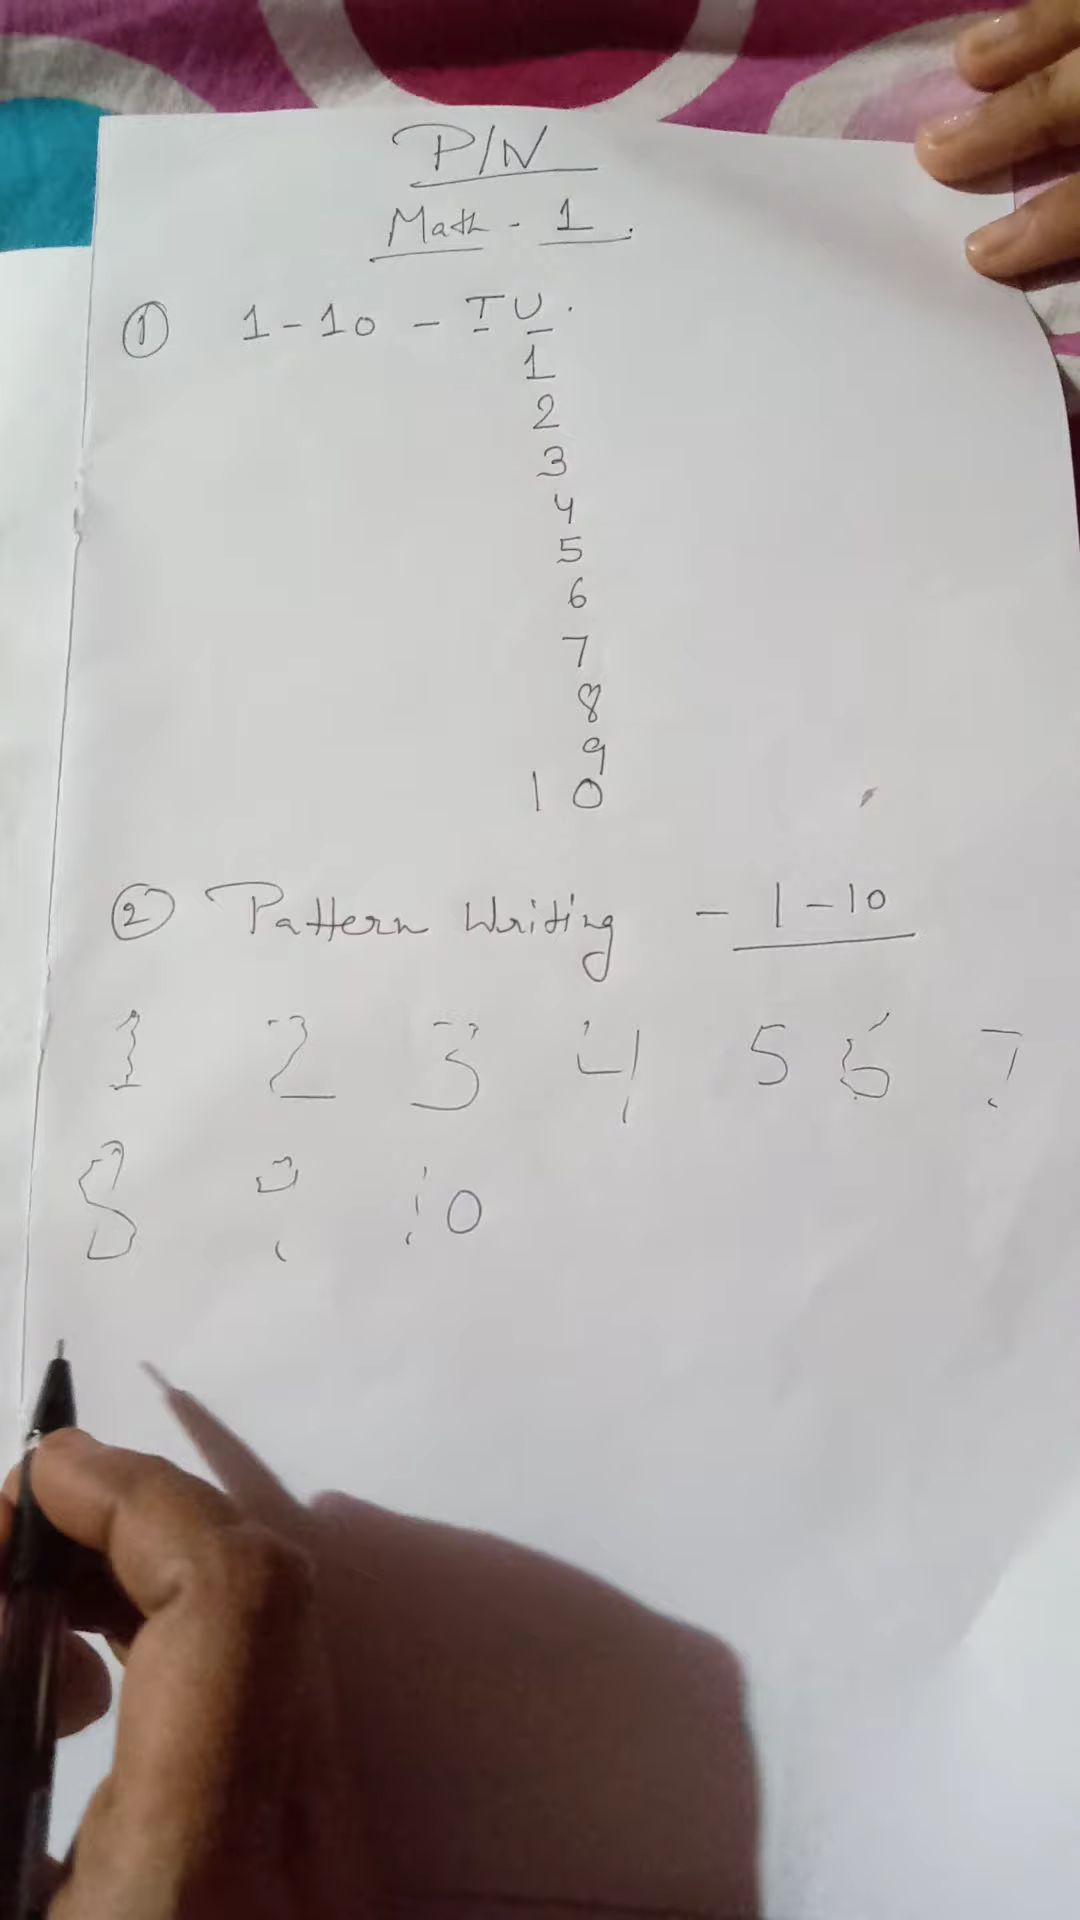 P/N
Math - 1.
① 1-10 - T U.
1
2
3
4
5
6
7
8
9
1 0
② Pattern Writing - 1-10
1 2 3 4 5 6 7
8 9 10